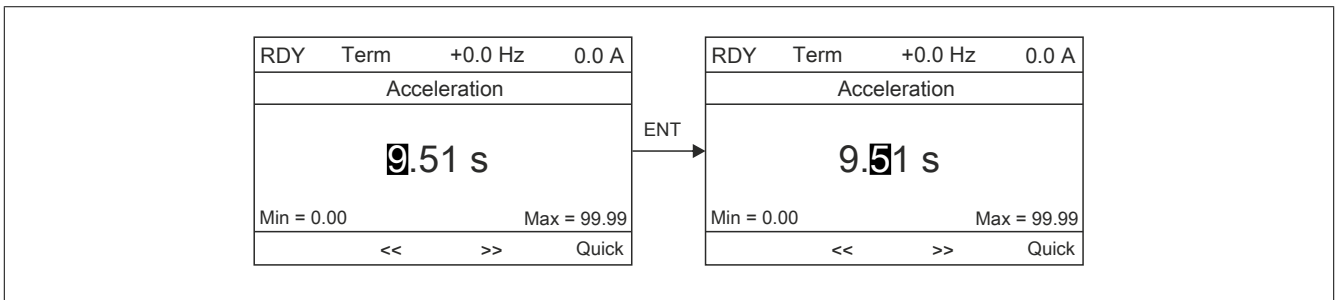 RDY Term +0.0 Hz 0.0 A
Acceleration
9.51 s
Min = 0.00 Max = 99.99
<< >> Quick
ENT
RDY Term +0.0 Hz 0.0 A
Acceleration
9.51 s
Min = 0.00 Max = 99.99
<< >> Quick